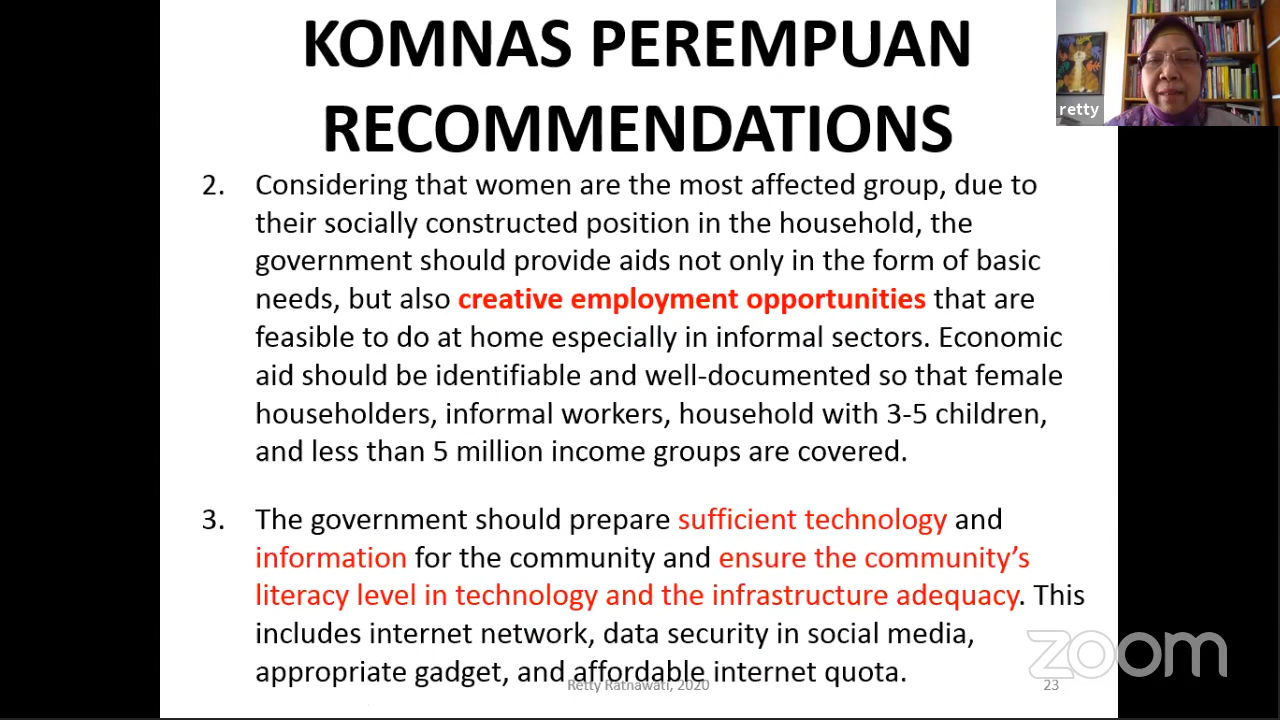 KOMNAS PEREMPUAN
RECOMMENDATIONS
retty
2. Considering that women are the most affected group, due to
their socially constructed position in the household, the
government should provide aids not only in the form of basic
needs, but also creative employment opportunities that are
feasible to do at home especially in informal sectors. Economic
aid should be identifiable and well-documented so that female
householders, informal workers, household with 3-5 children,
and less than 5 million income groups are covered.
3. The government should prepare sufficient technology and
information for the community and ensure the community’s
literacy level in technology and the infrastructure adequacy. This
includes internet network, data security in social media,
appropriate gadget, and affordable internet quota.
zoom
Retty Ratnawati, 2020
23